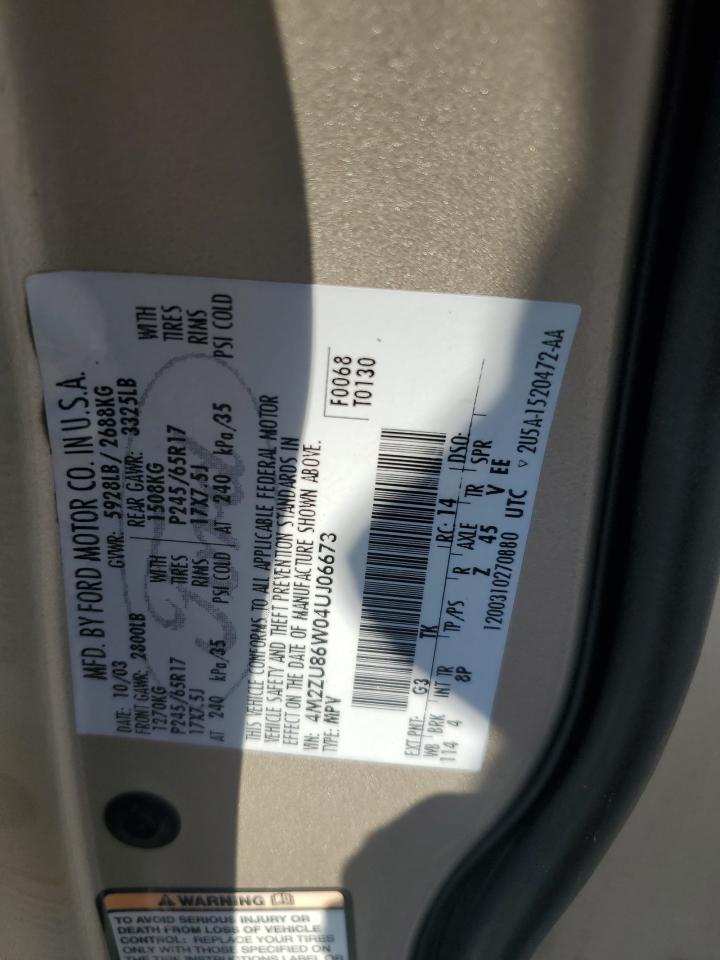 MFD. BY FORD MOTOR CO. IN U.S.A.
DATE: 10/03 GVWR: 5928LB / 2688KG
FRONT GAWR: 2800LB REAR GAWR: 3325LB
1270KG WITH 1508KG WITH
P245/65R17 TIRES P245/65R17 TIRES
17X7.5J RIMS 17X7.5J RIMS
AT 240 kPa/35 PSI COLD AT 240 kPa/35 PSI COLD
THIS VEHICLE CONFORMS TO ALL APPLICABLE FEDERAL MOTOR
VEHICLE SAFETY AND THEFT PREVENTION STANDARDS IN
EFFECT ON THE DATE OF MANUFACTURE SHOWN ABOVE.
VIN: 4M2ZU86W04UJ06673 F0068
TYPE: MPV T0130
EXT PNT: G3 TK RC: 14 DSO:
WB BRK INT TR TP/PS R AXLE TR SPR
114 4 8P Z 45 V EE
1200310270880 UTC ▽ 2U5A-1520472-AA
WARNING
TO AVOID SERIOUS INJURY OR
DEATH FROM LOSS OF VEHICLE
CONTROL: REPLACE YOUR TIRES
ONLY WITH THOSE SPECIFIED ON
THE TIRE INSTRUCTIONS LABEL OR